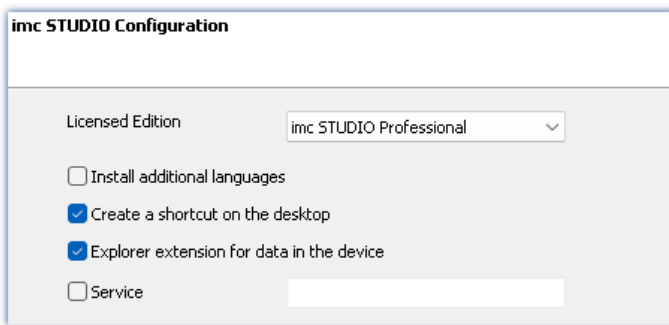 imc STUDIO Configuration
Licensed Edition imc STUDIO Professional
Install additional languages
Create a shortcut on the desktop
Explorer extension for data in the device
Service